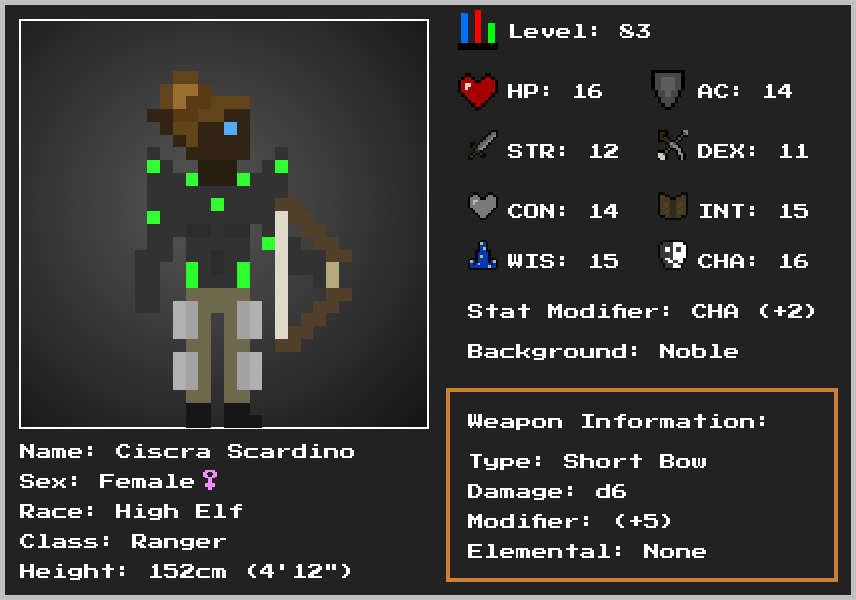 Level: 83
HP: 16
AC: 14
STR: 12
DEX: 11
CON: 14
INT: 15
WIS: 15
CHA: 16
Stat Modifier: CHA (+2)
Background: Noble
Weapon Information:
Type: Short Bow
Damage: d6
Modifier: (+5)
Elemental: None
Name: Ciscra Scardino
Sex: Female♀
Race: High Elf
Class: Ranger
Height: 152cm (4'12")